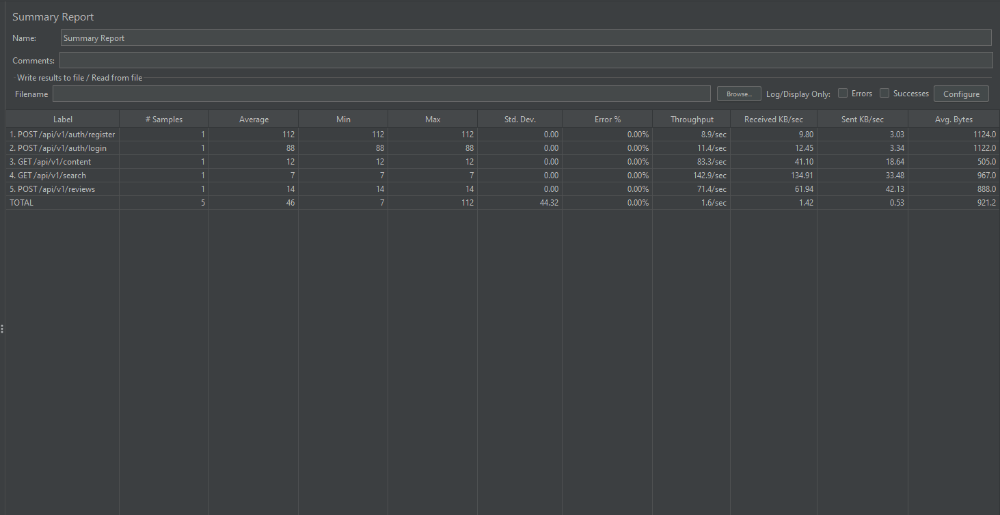 Summary Report
Name: Summary Report
Comments:
Write results to file / Read from file
Filename Browse... Log/Display Only: Errors Successes Configure
Label # Samples Average Min Max Std. Dev. Error % Throughput Received KB/sec Sent KB/sec Avg. Bytes
1. POST /api/v1/auth/register 1 112 112 112 0.00 0.00% 8.9/sec 9.80 3.03 1124.0
2. POST /api/v1/auth/login 1 88 88 88 0.00 0.00% 11.4/sec 12.45 3.34 1122.0
3. GET /api/v1/content 1 12 12 12 0.00 0.00% 83.3/sec 41.10 18.64 505.0
4. GET /api/v1/search 1 7 7 7 0.00 0.00% 142.9/sec 134.91 33.48 967.0
5. POST /api/v1/reviews 1 14 14 14 0.00 0.00% 71.4/sec 61.94 42.13 888.0
TOTAL 5 46 7 112 44.32 0.00% 1.6/sec 1.42 0.53 921.2